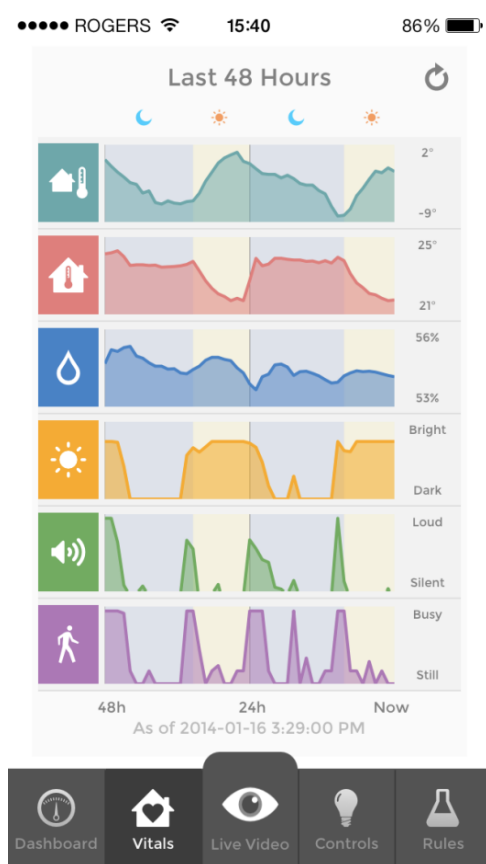 ROGERS 15:40 86%
Last 48 Hours
2°
-9°
25°
21°
56%
53%
Bright
Dark
Loud
Silent
Busy
Still
48h 24h Now
As of 2014-01-16 3:29:00 PM
Dashboard Vitals Live Video Controls Rules